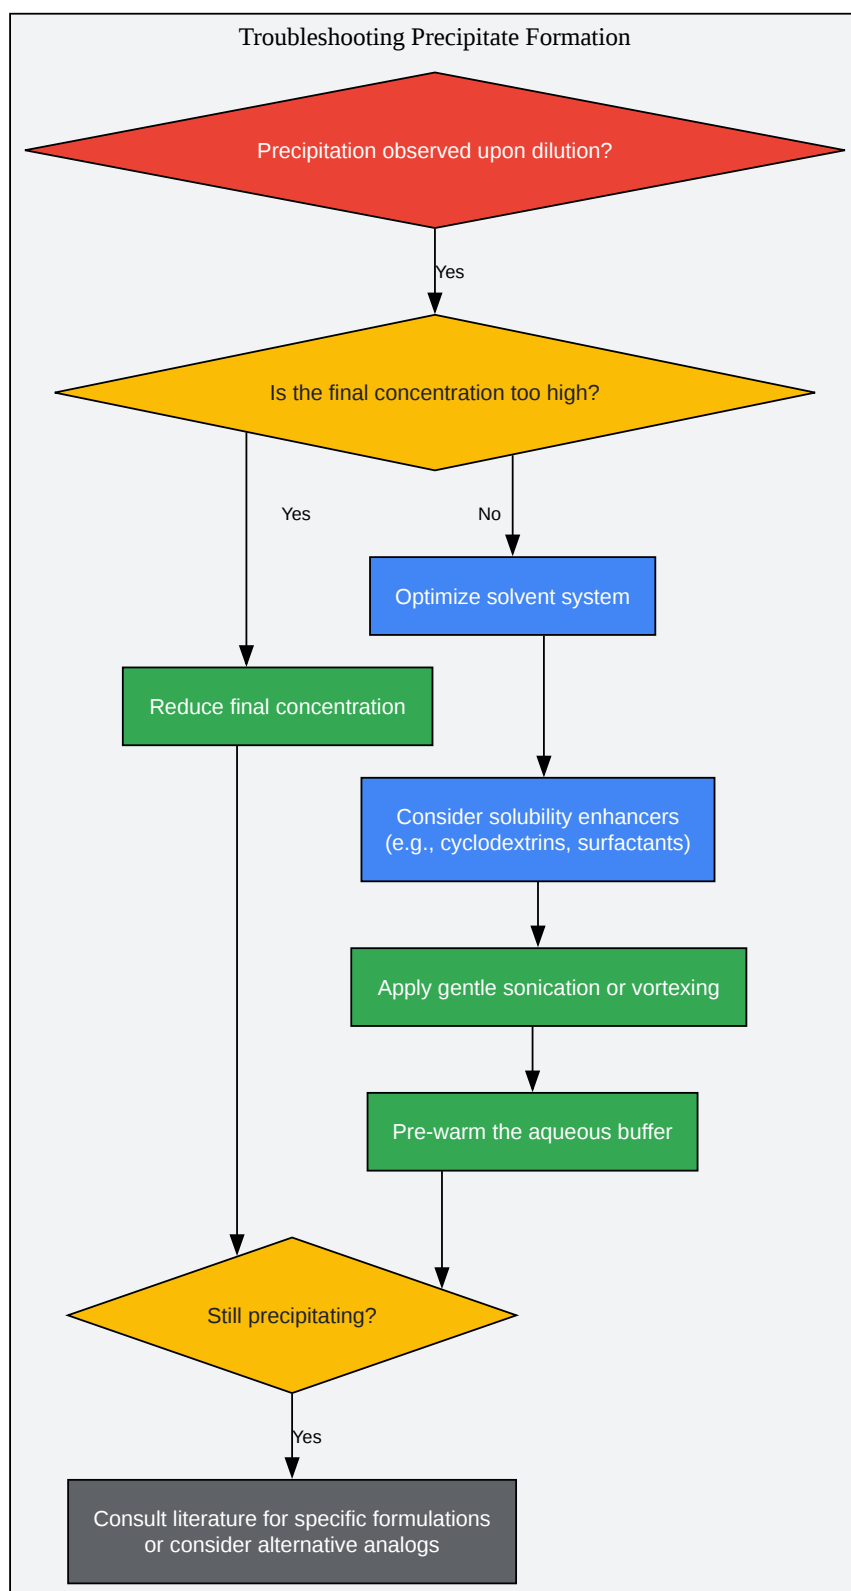 Troubleshooting Precipitate Formation
Precipitation observed upon dilution?
Yes
Is the final concentration too high?
Yes
No
Optimize solvent system
Reduce final concentration
Consider solubility enhancers
(e.g., cyclodextrins, surfactants)
Apply gentle sonication or vortexing
Pre-warm the aqueous buffer
Still precipitating?
Yes
Consult literature for specific formulations
or consider alternative analogs